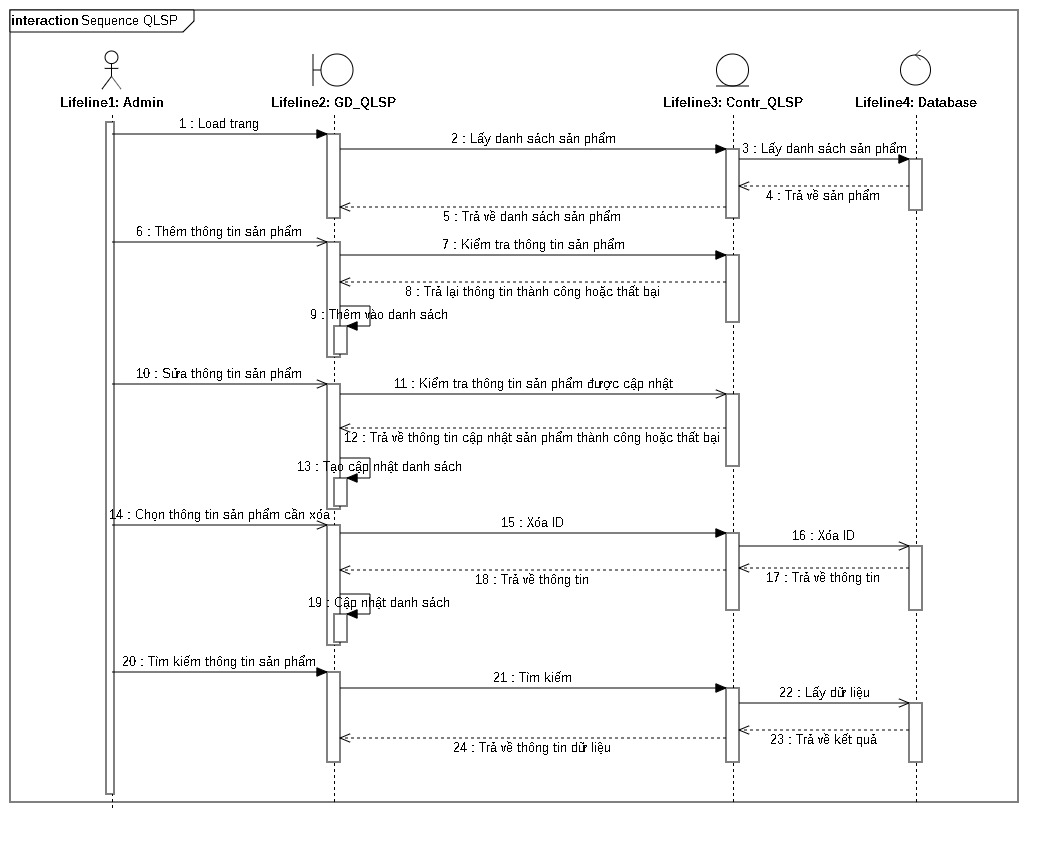 interaction Sequence QLSP
Lifeline1: Admin
Lifeline2: GD_QLSP
Lifeline3: Contr_QLSP
Lifeline4: Database
1 : Load trang
2 : Lấy danh sách sản phẩm
3 : Lấy danh sách sản phẩm
4 : Trả về sản phẩm
5 : Trả về danh sách sản phẩm
6 : Thêm thông tin sản phẩm
7 : Kiểm tra thông tin sản phẩm
8 : Trả lại thông tin thành công hoặc thất bại
9 : Thêm vào danh sách
10 : Sửa thông tin sản phẩm
11 : Kiểm tra thông tin sản phẩm được cập nhật
12 : Trả về thông tin cập nhật sản phẩm thành công hoặc thất bại
13 : Tạo cập nhật danh sách
14 : Chọn thông tin sản phẩm cần xóa
15 : Xóa ID
16 : Xóa ID
17 : Trả về thông tin
18 : Trả về thông tin
19 : Cập nhật danh sách
20 : Tìm kiếm thông tin sản phẩm
21 : Tìm kiếm
22 : Lấy dữ liệu
23 : Trả về kết quả
24 : Trả về thông tin dữ liệu